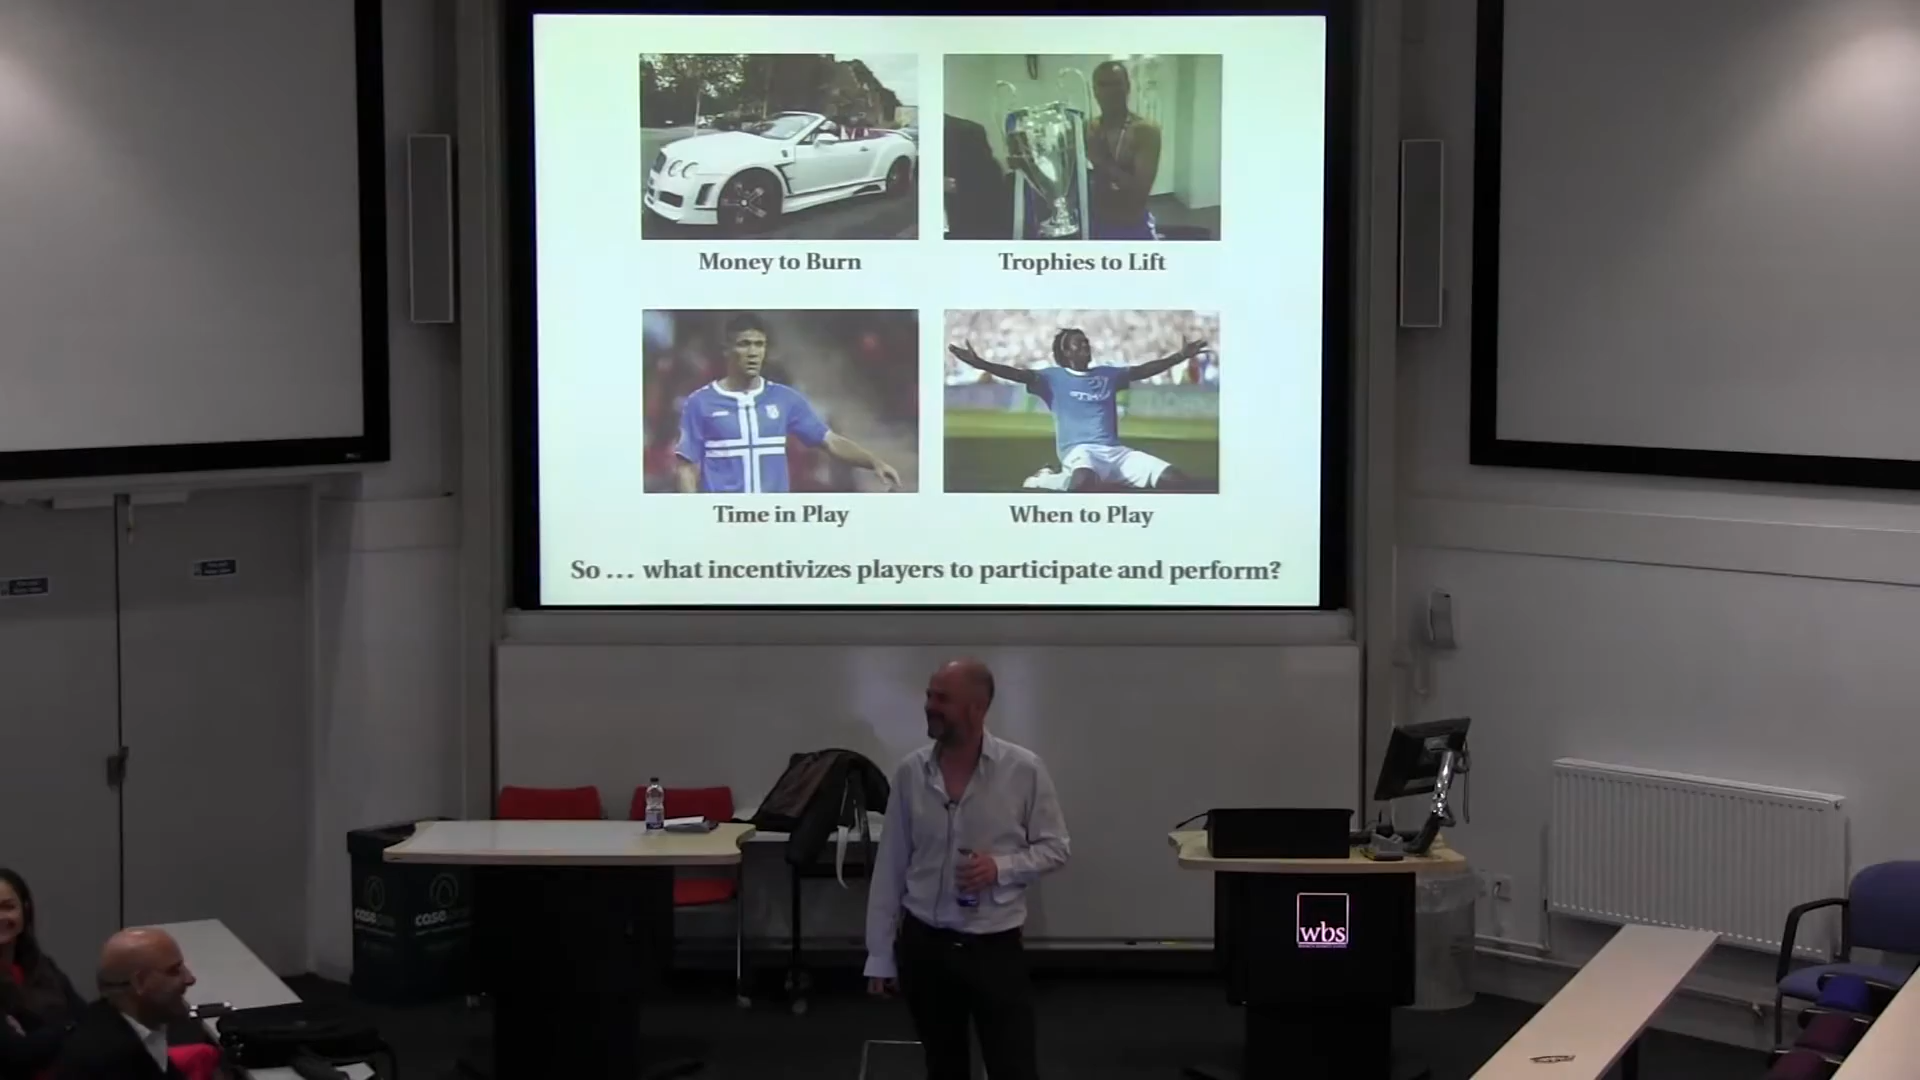 Money to Burn
Trophies to Lift
Time in Play
When to Play
So ... what incentivizes players to participate and perform?
wbs